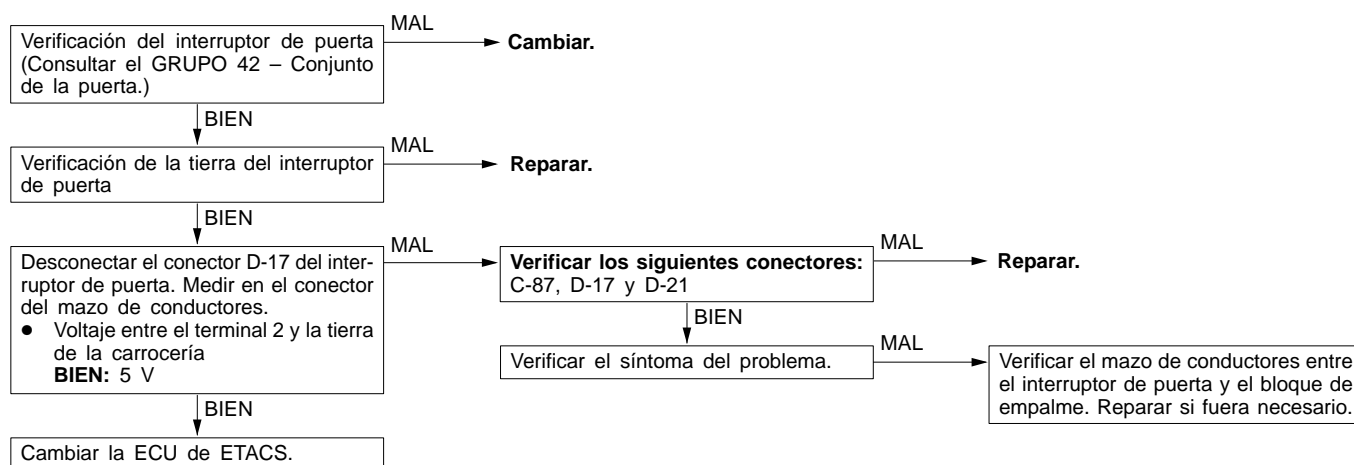 Verificación del interruptor de puerta
(Consultar el GRUPO 42 – Conjunto
de la puerta.)
MAL
Cambiar.
BIEN
Verificación de la tierra del interruptor
de puerta
MAL
Reparar.
BIEN
Desconectar el conector D-17 del inter-
ruptor de puerta. Medir en el conector
del mazo de conductores.
● Voltaje entre el terminal 2 y la tierra
de la carrocería
BIEN: 5 V
MAL
Verificar los siguientes conectores:
C-87, D-17 y D-21
MAL
Reparar.
BIEN
Verificar el síntoma del problema.
MAL
Verificar el mazo de conductores entre
el interruptor de puerta y el bloque de
empalme. Reparar si fuera necesario.
BIEN
Cambiar la ECU de ETACS.